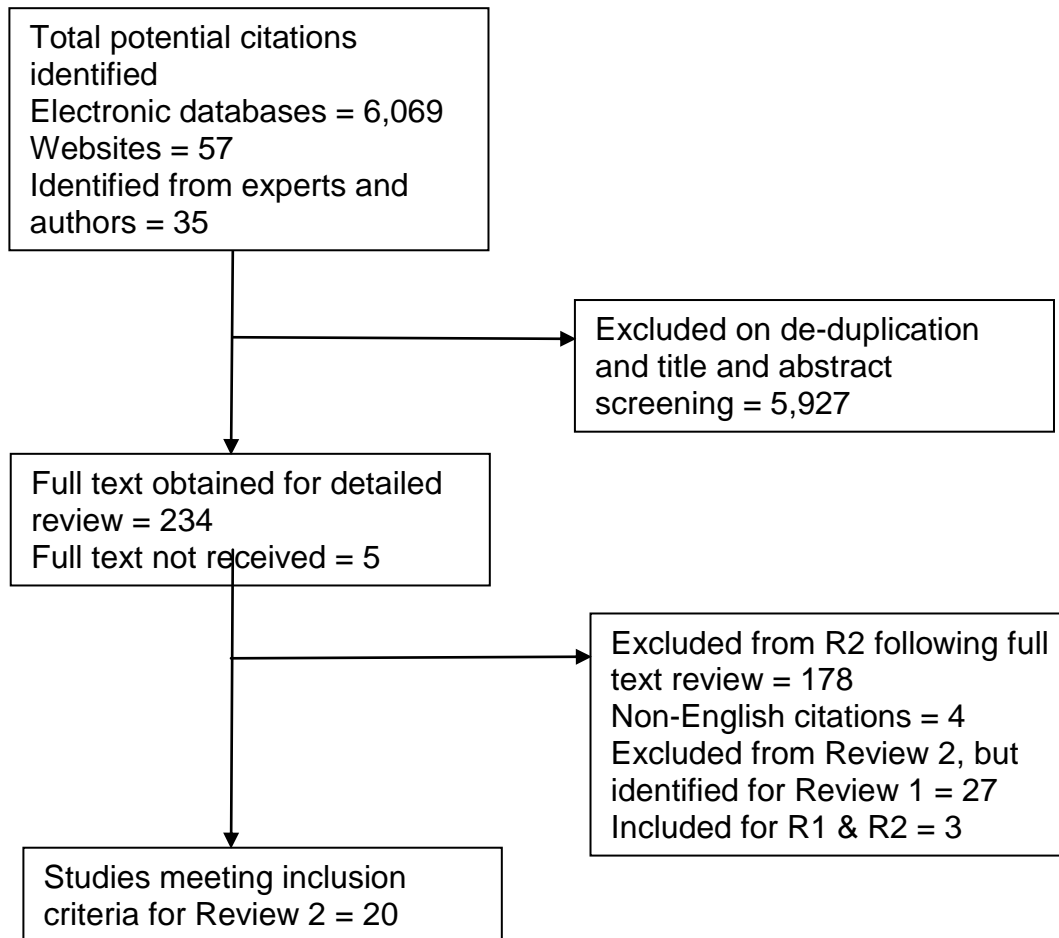 Total potential citations
identified
Electronic databases = 6,069
Websites = 57
Identified from experts and
authors = 35
Excluded on de-duplication
and title and abstract
screening = 5,927
Full text obtained for detailed
review = 234
Full text not received = 5
Excluded from R2 following full
text review = 178
Non-English citations = 4
Excluded from Review 2, but
identified for Review 1 = 27
Included for R1 & R2 = 3
Studies meeting inclusion
criteria for Review 2 = 20